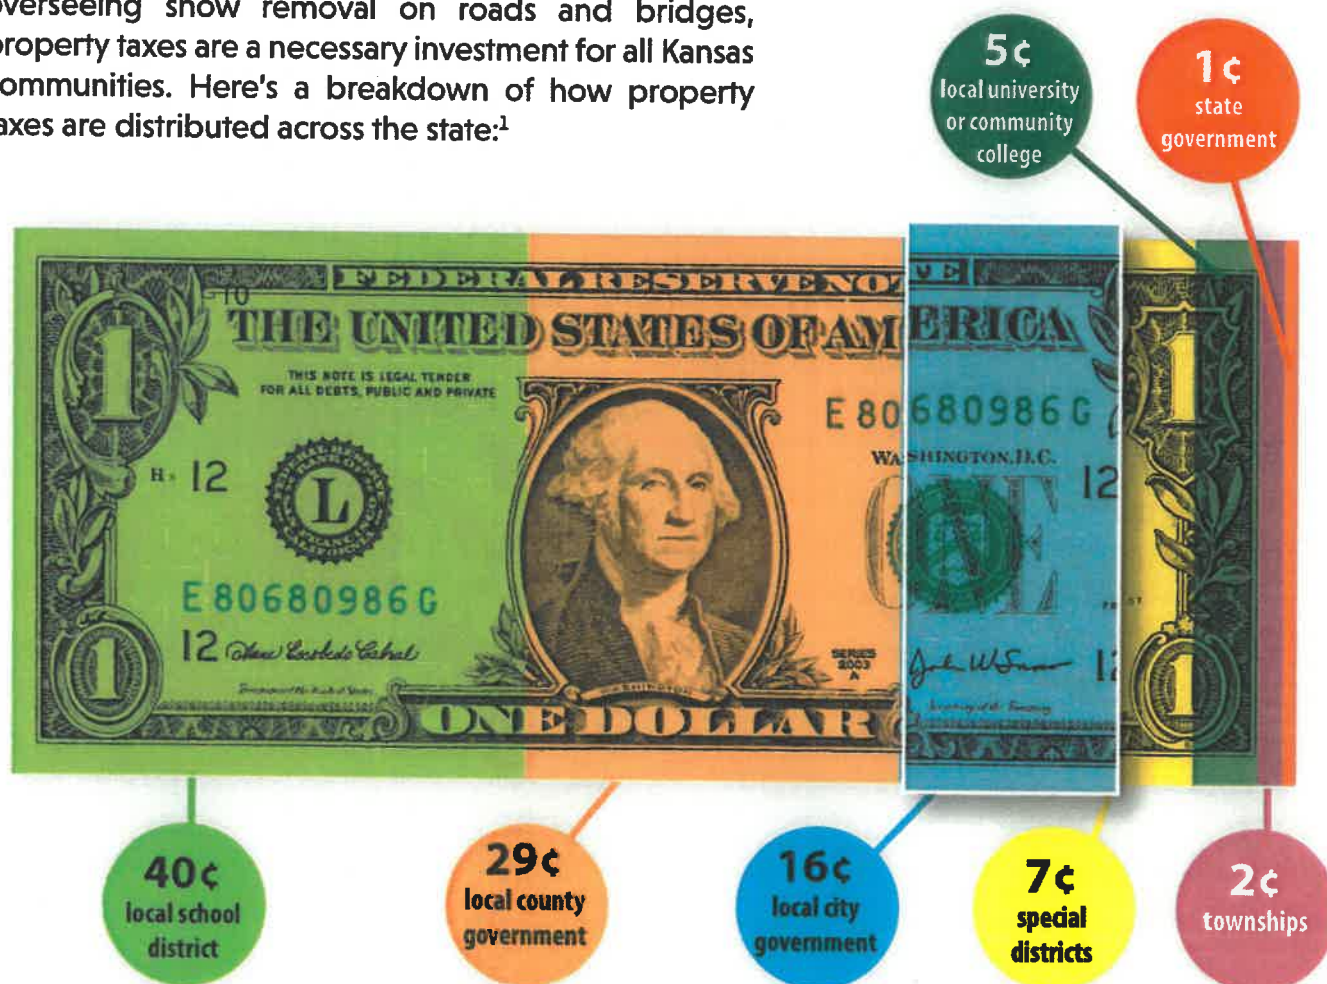 overseeing snow removal on roads and bridges,
property taxes are a necessary investment for all Kansas
communities. Here's a breakdown of how property
taxes are distributed across the state:¹
5¢
local university
or community
college
1¢
state
government
FEDERAL RESERVE NOTE
THE UNITED STATES OF AMERICA
THIS NOTE IS LEGAL TENDER
FOR ALL DEBTS, PUBLIC AND PRIVATE
E 80680986 G
WASHINGTON, D.C.
H 12
L
12
E 80680986 G
12
SERIES
2003
A
12
WASHINGTON
ONE DOLLAR
1
1
1
1
40¢
local school
district
29¢
local county
government
16¢
local city
government
7¢
special
districts
2¢
townships